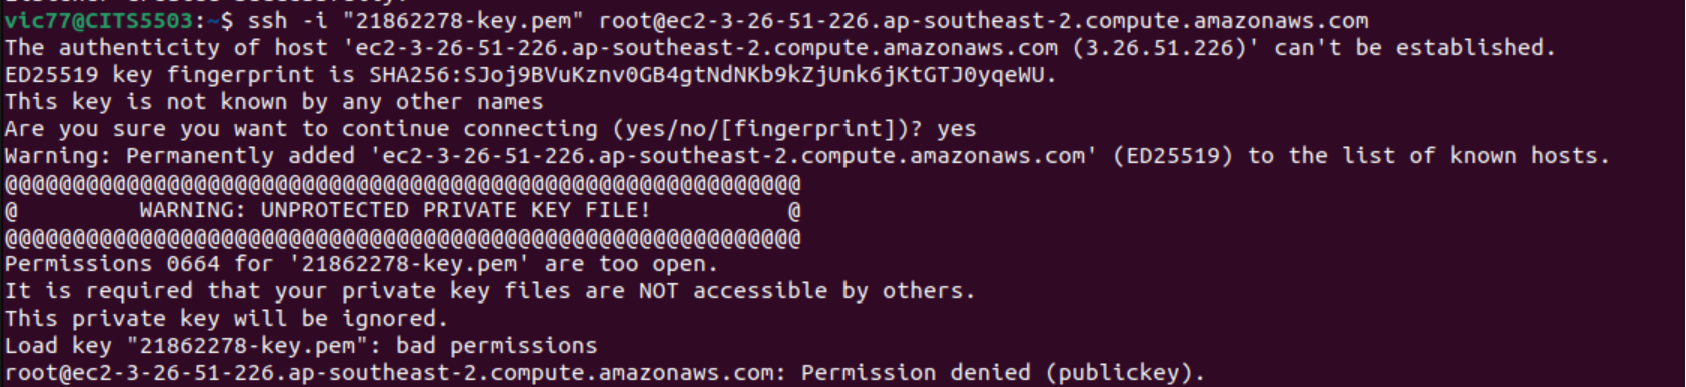 vic77@CITS5503:~$ ssh -i "21862278-key.pem" root@ec2-3-26-51-226.ap-southeast-2.compute.amazonaws.com
The authenticity of host 'ec2-3-26-51-226.ap-southeast-2.compute.amazonaws.com (3.26.51.226)' can't be established.
ED25519 key fingerprint is SHA256:SJoj9BVuKznv0GB4gtNdNKb9kZjUnk6jKtGTJ0yqeWU.
This key is not known by any other names
Are you sure you want to continue connecting (yes/no/[fingerprint])? yes
Warning: Permanently added 'ec2-3-26-51-226.ap-southeast-2.compute.amazonaws.com' (ED25519) to the list of known hosts.
@@@@@@@@@@@@@@@@@@@@@@@@@@@@@@@@@@@@@@@@@@@@@@@@@@@@@@@@@@@
@         WARNING: UNPROTECTED PRIVATE KEY FILE!          @
@@@@@@@@@@@@@@@@@@@@@@@@@@@@@@@@@@@@@@@@@@@@@@@@@@@@@@@@@@@
Permissions 0664 for '21862278-key.pem' are too open.
It is required that your private key files are NOT accessible by others.
This private key will be ignored.
Load key "21862278-key.pem": bad permissions
root@ec2-3-26-51-226.ap-southeast-2.compute.amazonaws.com: Permission denied (publickey).